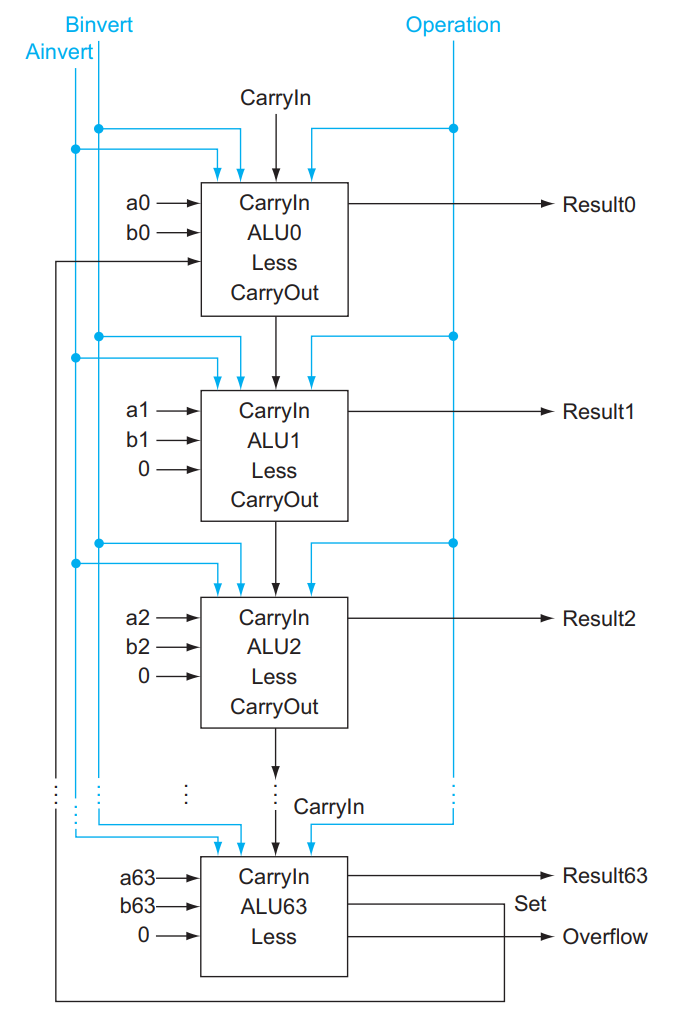 Binvert
Operation
Ainvert
CarryIn
a0
CarryIn
Result0
b0
ALU0
Less
CarryOut
a1
CarryIn
Result1
b1
ALU1
0
Less
CarryOut
a2
CarryIn
Result2
b2
ALU2
0
Less
CarryOut
CarryIn
a63
CarryIn
Result63
b63
ALU63
Set
0
Less
Overflow